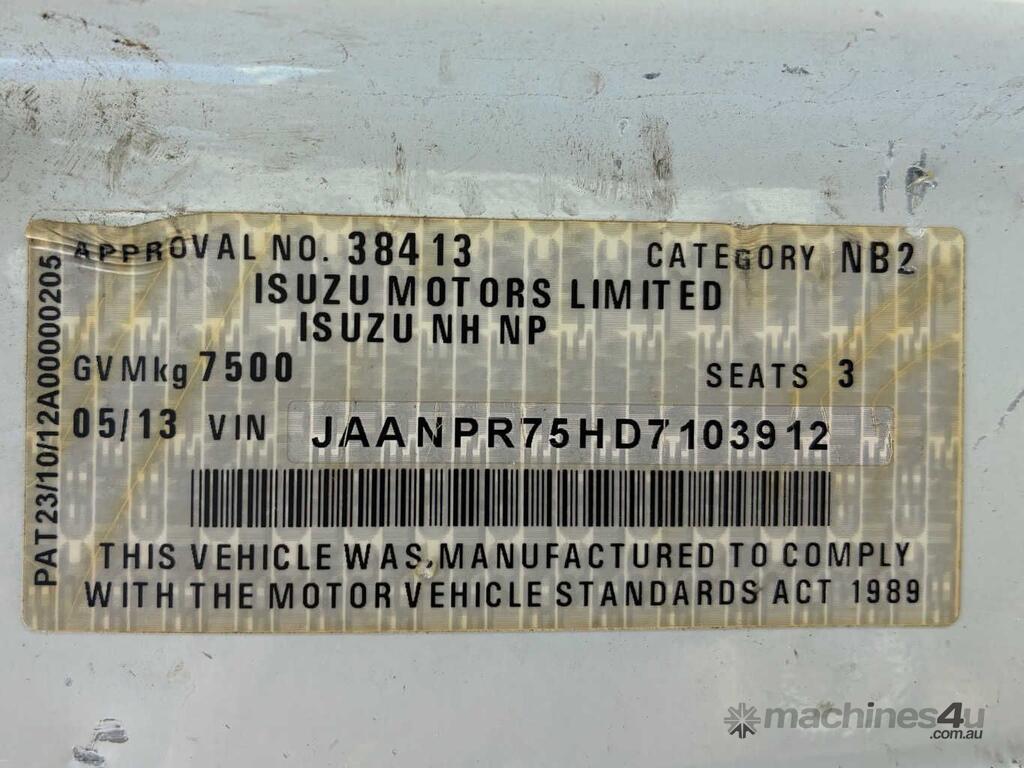 APPROVAL NO. 38413 CATEGORY NB2
ISUZU MOTORS LIMITED
ISUZU NH NP
GVMkg 7500 SEATS 3
05/13 VIN JAANPR75HD7103912
THIS VEHICLE WAS MANUFACTURED TO COMPLY
WITH THE MOTOR VEHICLE STANDARDS ACT 1989
PAT23/10/12A00000205
machines4u
.com.au